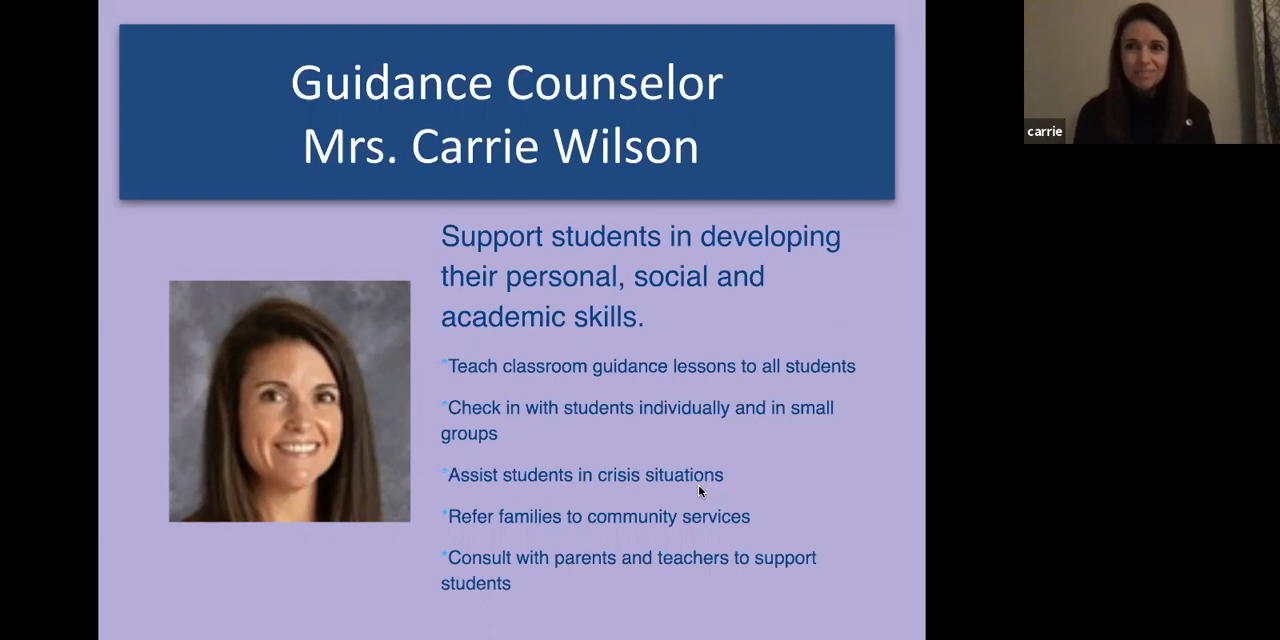 Guidance Counselor
Mrs. Carrie Wilson
carrie
Support students in developing
their personal, social and
academic skills.
*Teach classroom guidance lessons to all students
*Check in with students individually and in small
groups
*Assist students in crisis situations
*Refer families to community services
*Consult with parents and teachers to support
students